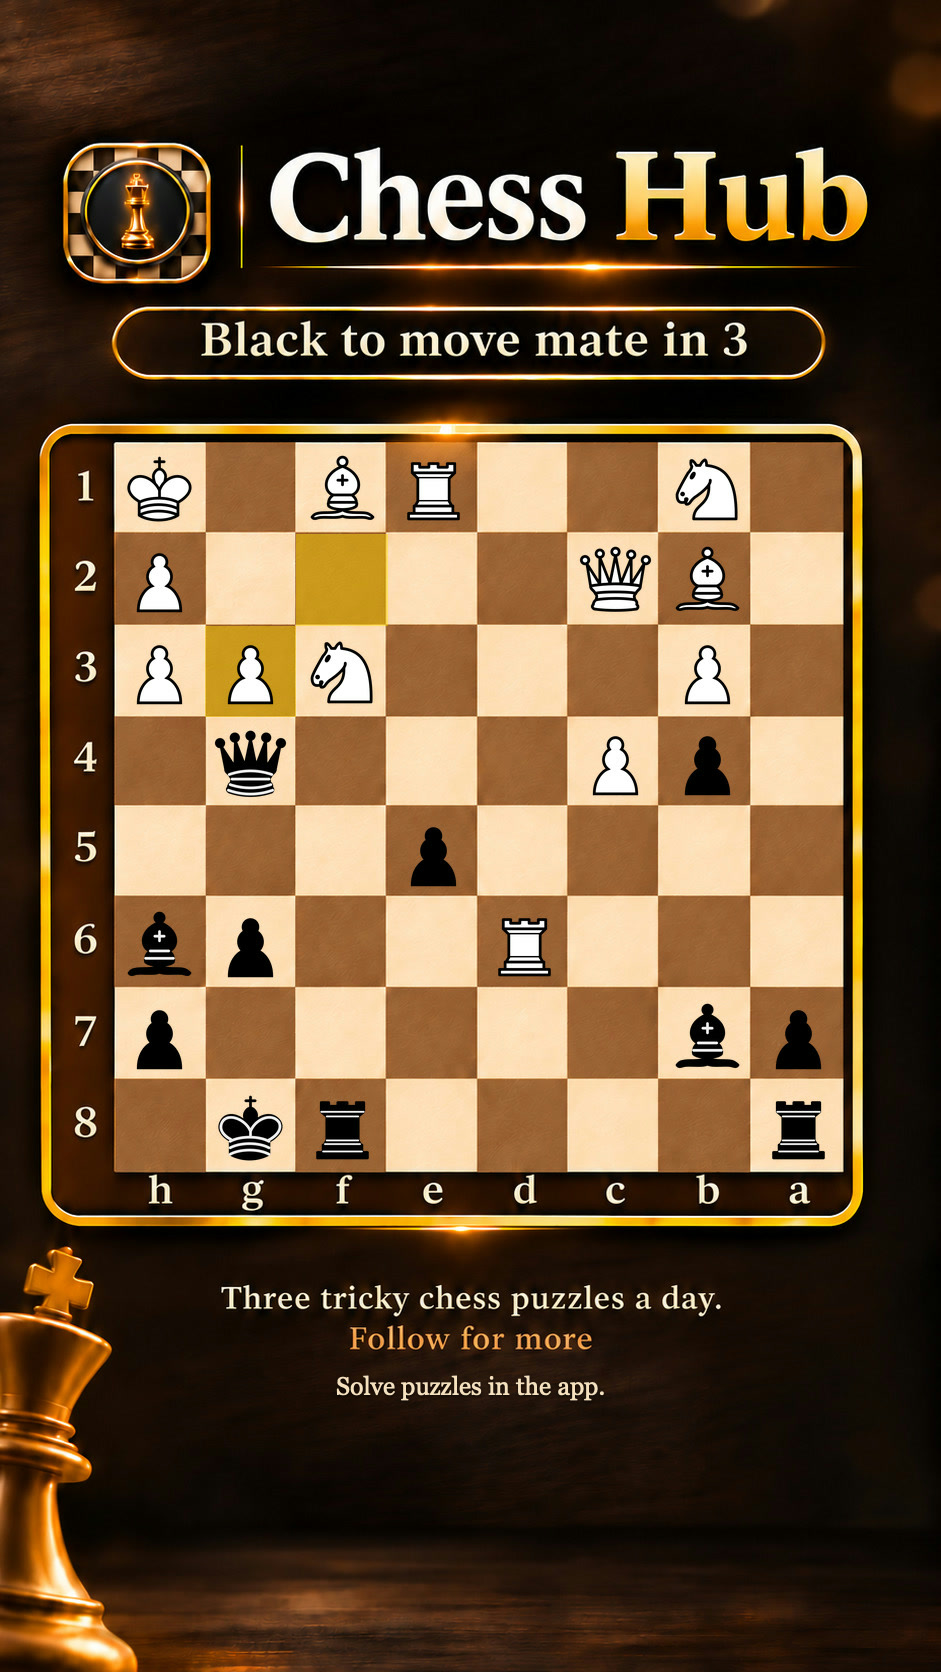 Chess Hub
Black to move mate in 3
1
2
3
4
5
6
7
8
h g f e d c b a
Three tricky chess puzzles a day.
Follow for more
Solve puzzles in the app.